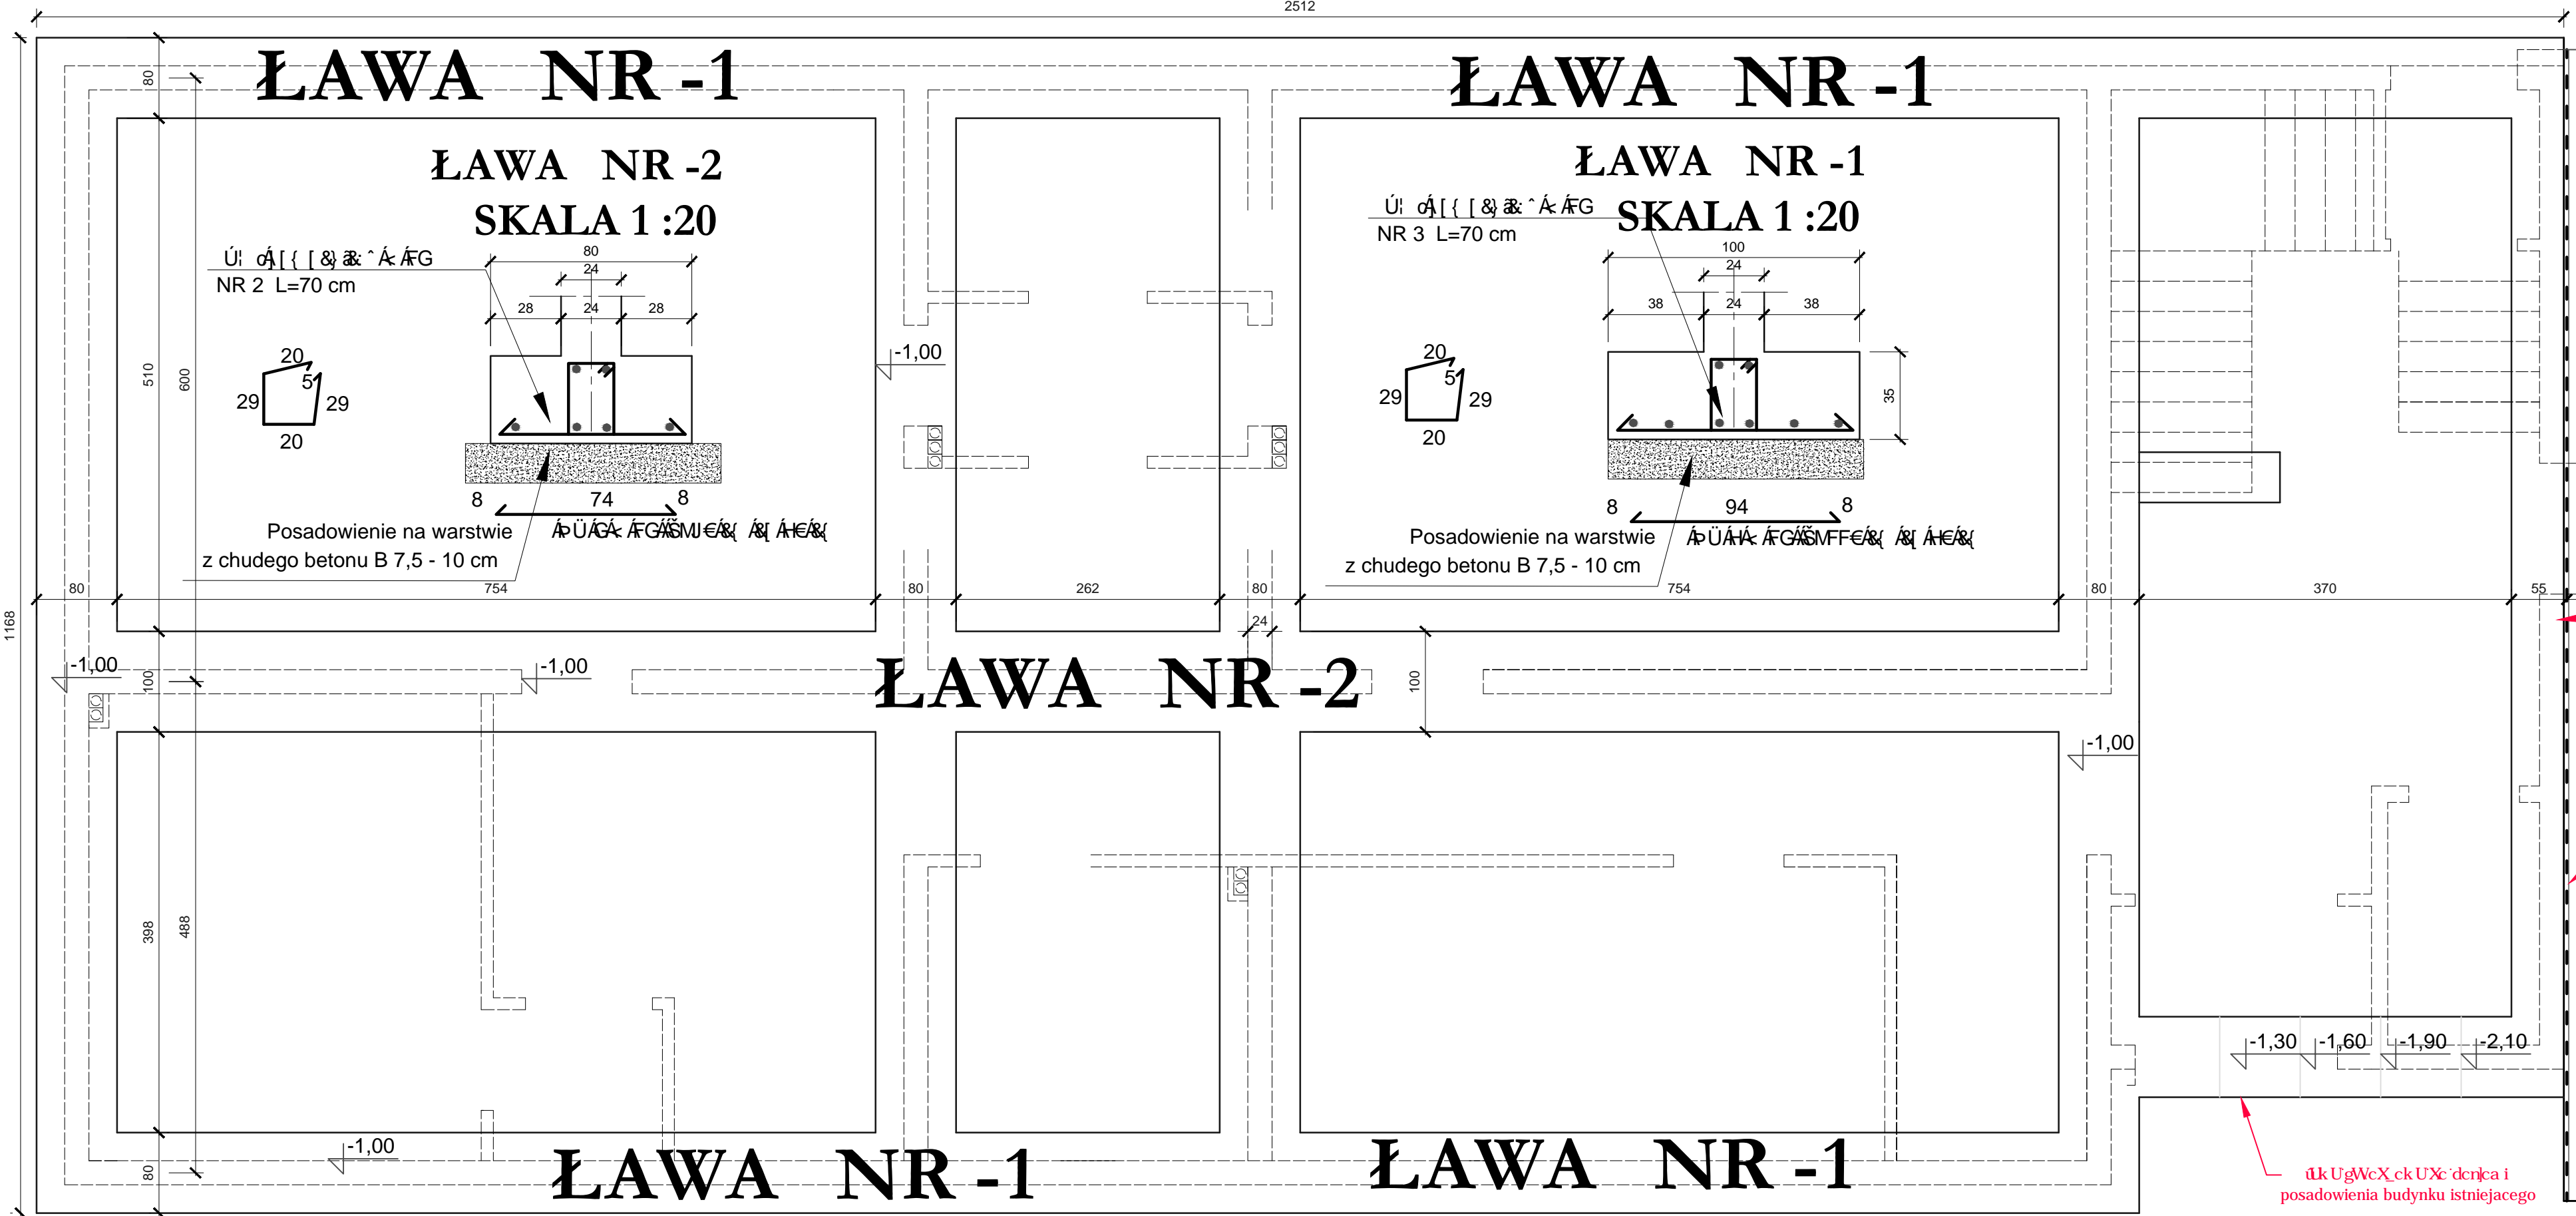 2512
ŁAWA NR -1
ŁAWA NR -1
80
ŁAWA NR -2
SKALA 1 :20
NR 2 L=70 cm
80
24
28 24 28
20
5
29 29
20
8 74 8
Posadowienie na warstwie
z chudego betonu B 7,5 - 10 cm
ŁAWA NR -1
SKALA 1 :20
NR 3 L=70 cm
100
24
38 24 38
35
20
5
29 29
20
8 94 8
Posadowienie na warstwie
z chudego betonu B 7,5 - 10 cm
510
600
-1,00
1168
80 754 80 262 80 754 80 370 55
24
-1,00
-1,00
100
ŁAWA NR -2
100
-1,00
398
488
-1,30 -1,60 -1,90 -2,10
-1,00
80
ŁAWA NR -1
ŁAWA NR -1
posadowienia budynku istniejacego